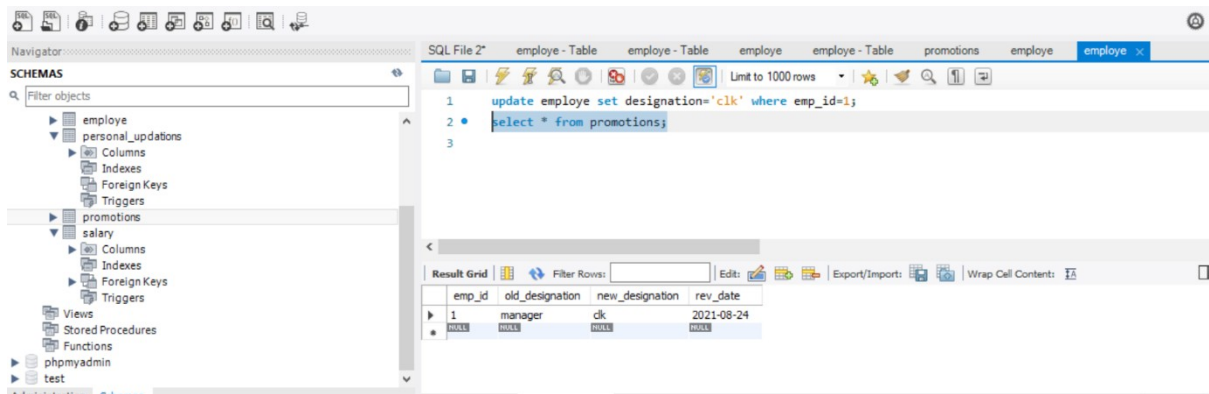 Navigator
SCHEMAS
Filter objects
employe
personal_updations
Columns
Indexes
Foreign Keys
Triggers
promotions
salary
Columns
Indexes
Foreign Keys
Triggers
Views
Stored Procedures
Functions
phpmyadmin
test
SQL File 2* employe - Table employe - Table employe employe - Table promotions employe employe ×
Limit to 1000 rows
1 update employe set designation='clk' where emp_id=1;
2 select * from promotions;
3
Result Grid Filter Rows: Edit: Export/Import: Wrap Cell Content:
emp_id old_designation new_designation rev_date
1 manager clk 2021-08-24
NULL NULL NULL NULL